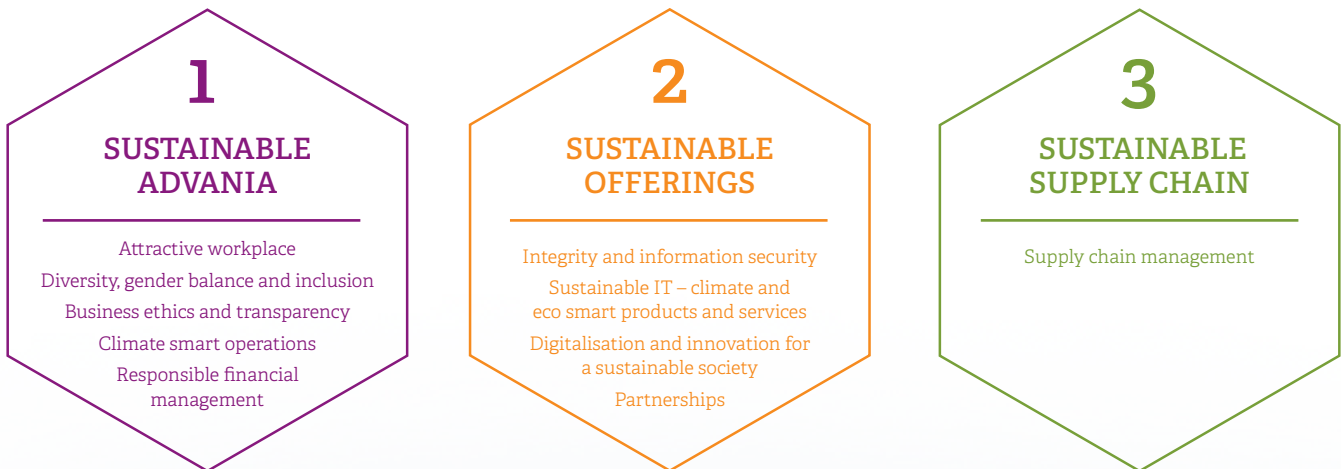 1
SUSTAINABLE
ADVANIA
Attractive workplace
Diversity, gender balance and inclusion
Business ethics and transparency
Climate smart operations
Responsible financial
management
2
SUSTAINABLE
OFFERINGS
Integrity and information security
Sustainable IT – climate and
eco smart products and services
Digitalisation and innovation for
a sustainable society
Partnerships
3
SUSTAINABLE
SUPPLY CHAIN
Supply chain management